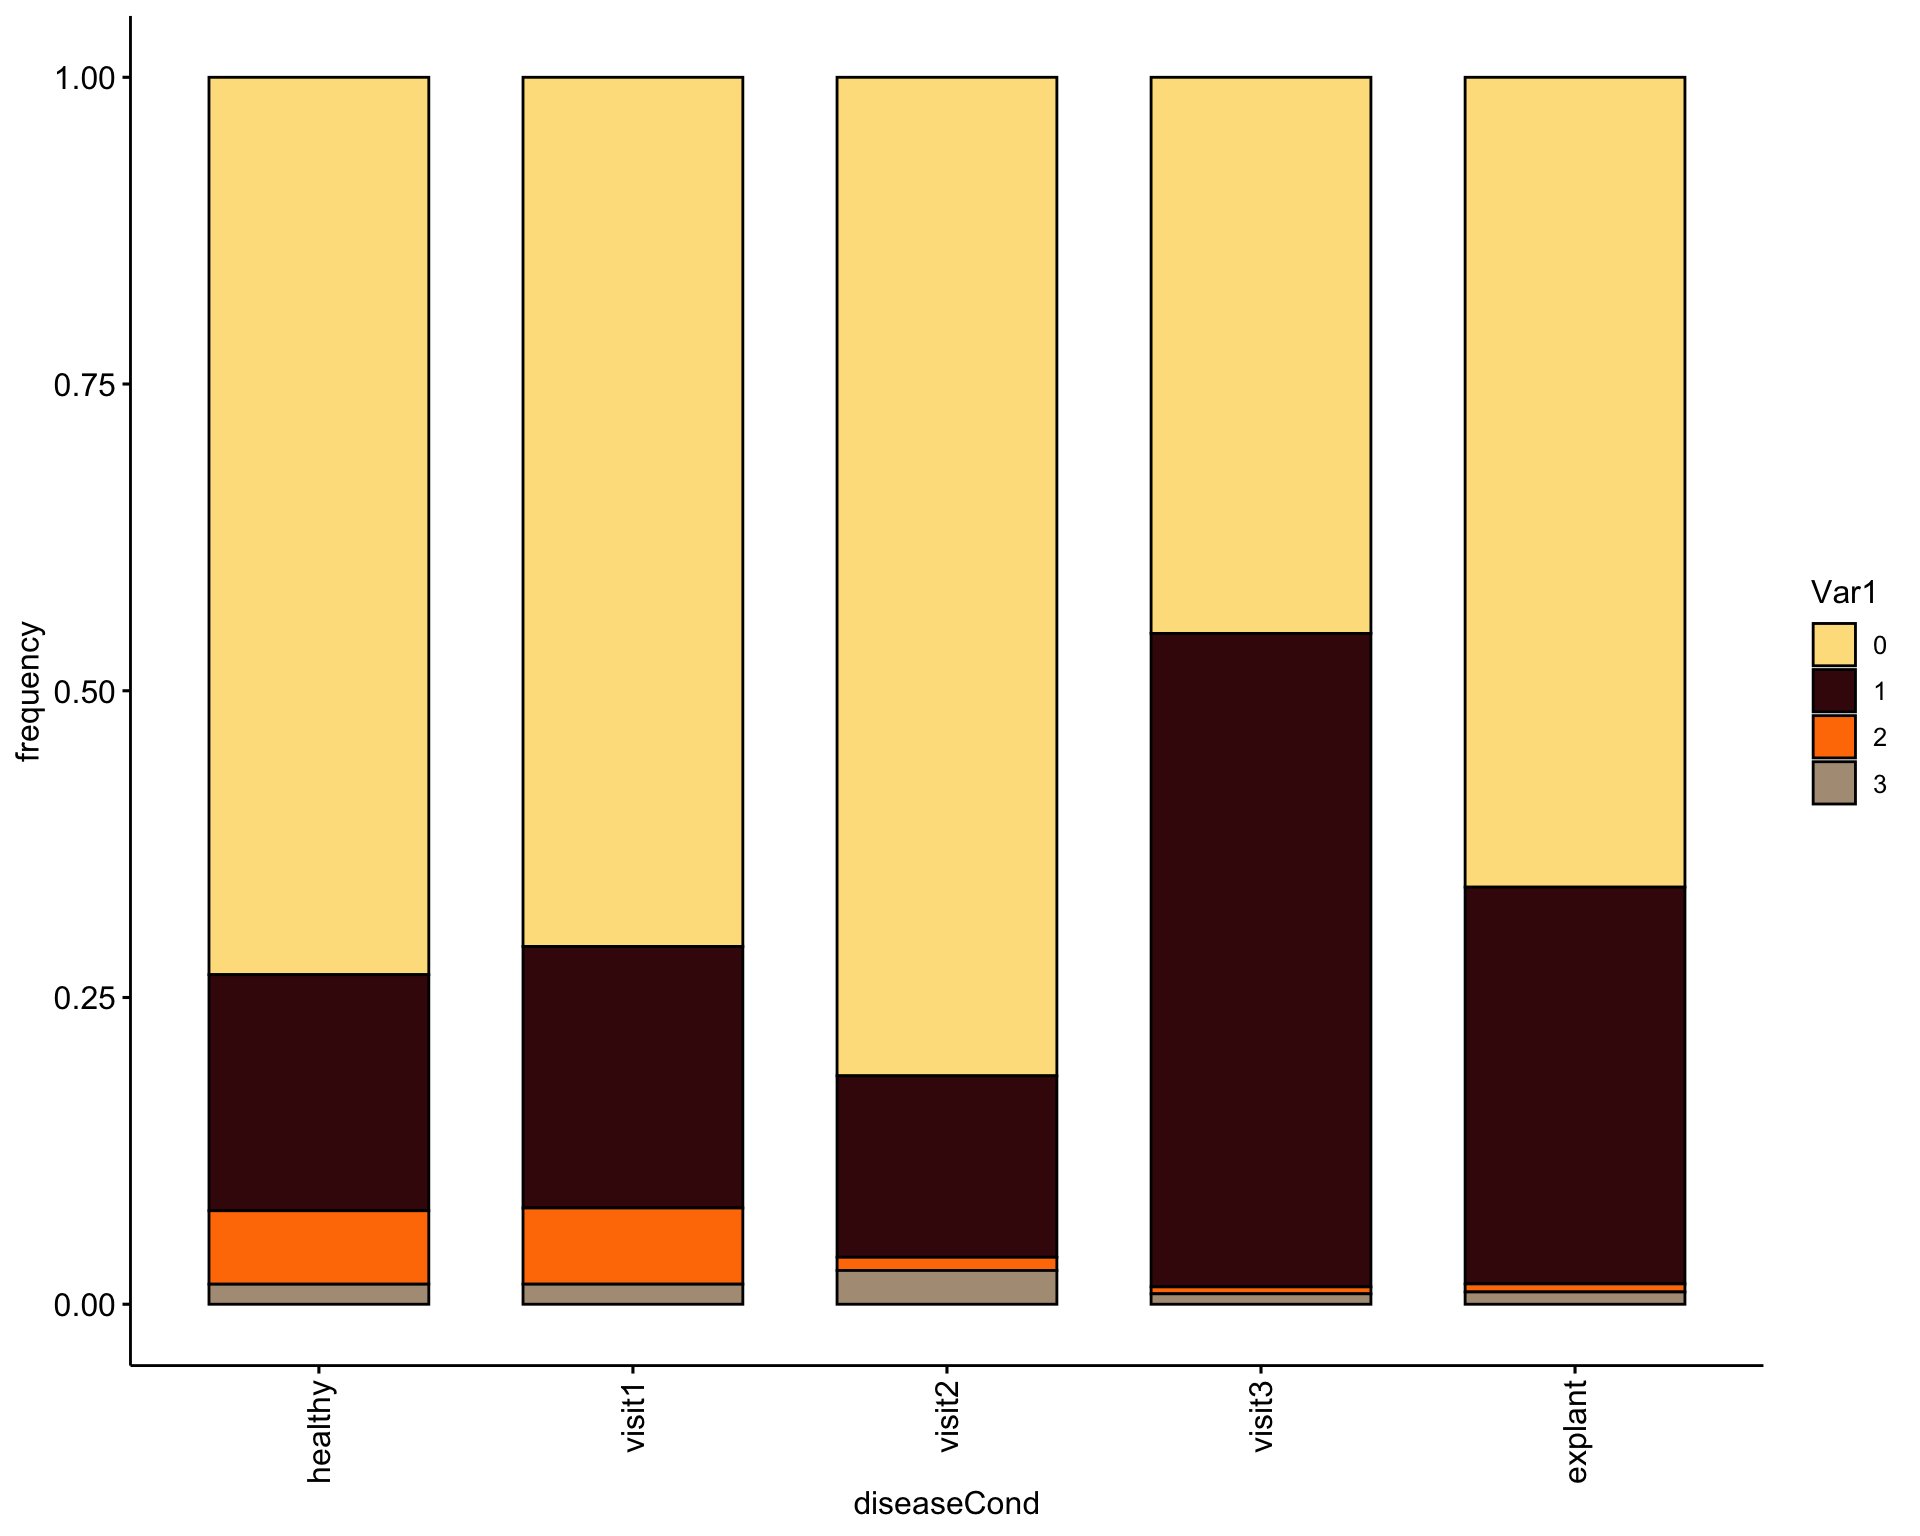 1.00
0.75
0.50
0.25
0.00
frequency
healthy
visit1
visit2
visit3
explant
diseaseCond
Var1
0
1
2
3